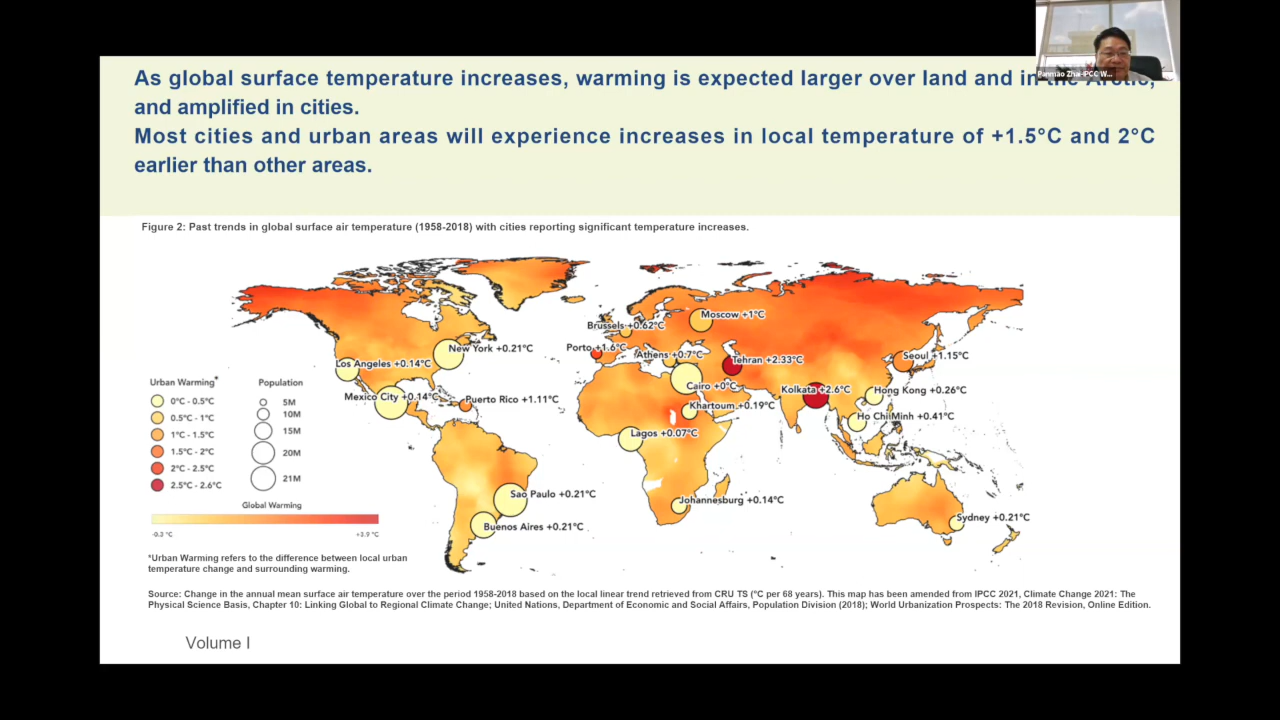 As global surface temperature increases, warming is expected larger over land and in the Arctic,
and amplified in cities.
Most cities and urban areas will experience increases in local temperature of +1.5°C and 2°C
earlier than other areas.
Panmao Zhai-IPCC W...
Figure 2: Past trends in global surface air temperature (1958-2018) with cities reporting significant temperature increases.
Moscow +1°C
Brussels +0.62°C
New York +0.21°C
Porto +1.6°C
Athens +0.7°C
Tehran +2.33°C
Seoul +1.15°C
Los Angeles +0.14°C
Cairo +0°C
Kolkata +2.6°C
Hong Kong +0.26°C
Mexico City +0.14°C
Puerto Rico +1.11°C
Khartoum +0.19°C
Ho Chi Minh +0.41°C
Lagos +0.07°C
Sao Paulo +0.21°C
Johannesburg +0.14°C
Buenos Aires +0.21°C
Sydney +0.21°C
Urban Warming*
0°C - 0.5°C
0.5°C - 1°C
1°C - 1.5°C
1.5°C - 2°C
2°C - 2.5°C
2.5°C - 2.6°C
Population
5M
10M
15M
20M
21M
Global Warming
-0.3 °C
+3.9 °C
*Urban Warming refers to the difference between local urban
temperature change and surrounding warming.
Source: Change in the annual mean surface air temperature over the period 1958-2018 based on the local linear trend retrieved from CRU TS (°C per 68 years). This map has been amended from IPCC 2021, Climate Change 2021: The
Physical Science Basis, Chapter 10: Linking Global to Regional Climate Change; United Nations, Department of Economic and Social Affairs, Population Division (2018); World Urbanization Prospects: The 2018 Revision, Online Edition.
Volume I